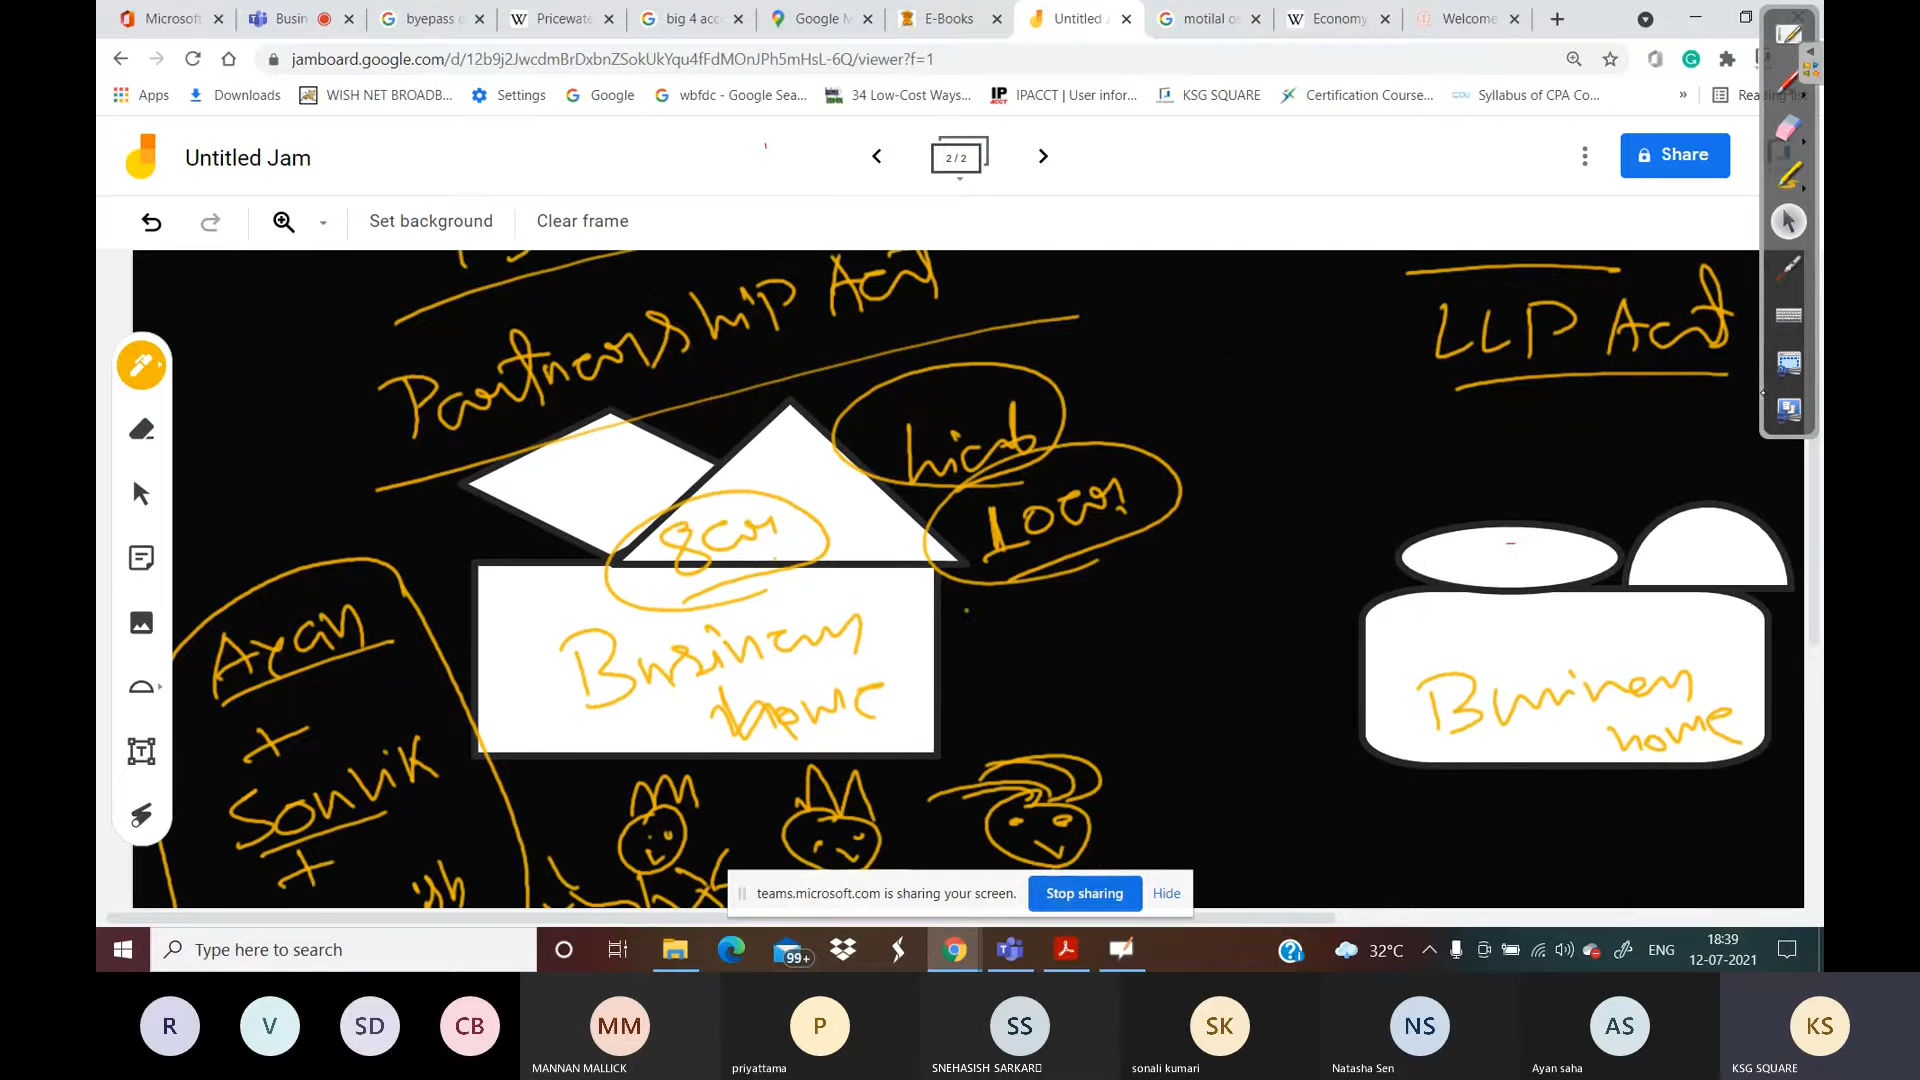 Microsoft
Busin
byepass
Pricewate
big 4 acc
Google M
E-Books
Untitled J
motilal os
Economy
Welcome
jamboard.google.com/d/12b9j2JwcdmBrDxbnZSokUkYqu4fFdMOnJPh5mHsL-6Q/viewer?f=1
Apps
Downloads
WISH NET BROADB...
Settings
Google
wbfdc - Google Sea...
34 Low-Cost Ways...
IPACCT | User infor...
KSG SQUARE
Certification Course...
Syllabus of CPA Co...
»
Reading list
Untitled Jam
2 / 2
Share
Set background
Clear frame
Partnership Act
LLP Act
8cr
10cr
Business
home
Business
home
Ayan
+
Souvik
+
teams.microsoft.com is sharing your screen.
Stop sharing
Hide
Type here to search
99+
32°C
ENG
18:39
12-07-2021
R
V
SD
CB
MM
P
SS
SK
NS
AS
KS
MANNAN MALLICK
priyattama
SNEHASISH SARKAR
sonali kumari
Natasha Sen
Ayan saha
KSG SQUARE